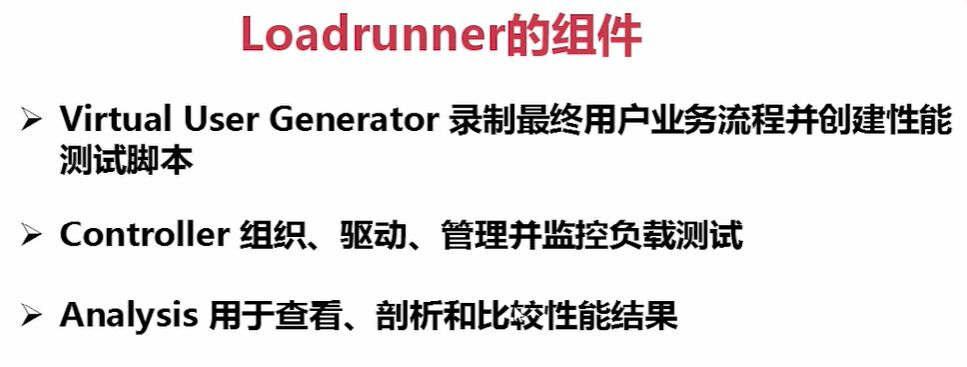 Loadrunner的组件
➢ Virtual User Generator 录制最终用户业务流程并创建性能
测试脚本
➢ Controller 组织、驱动、管理并监控负载测试
➢ Analysis 用于查看、剖析和比较性能结果